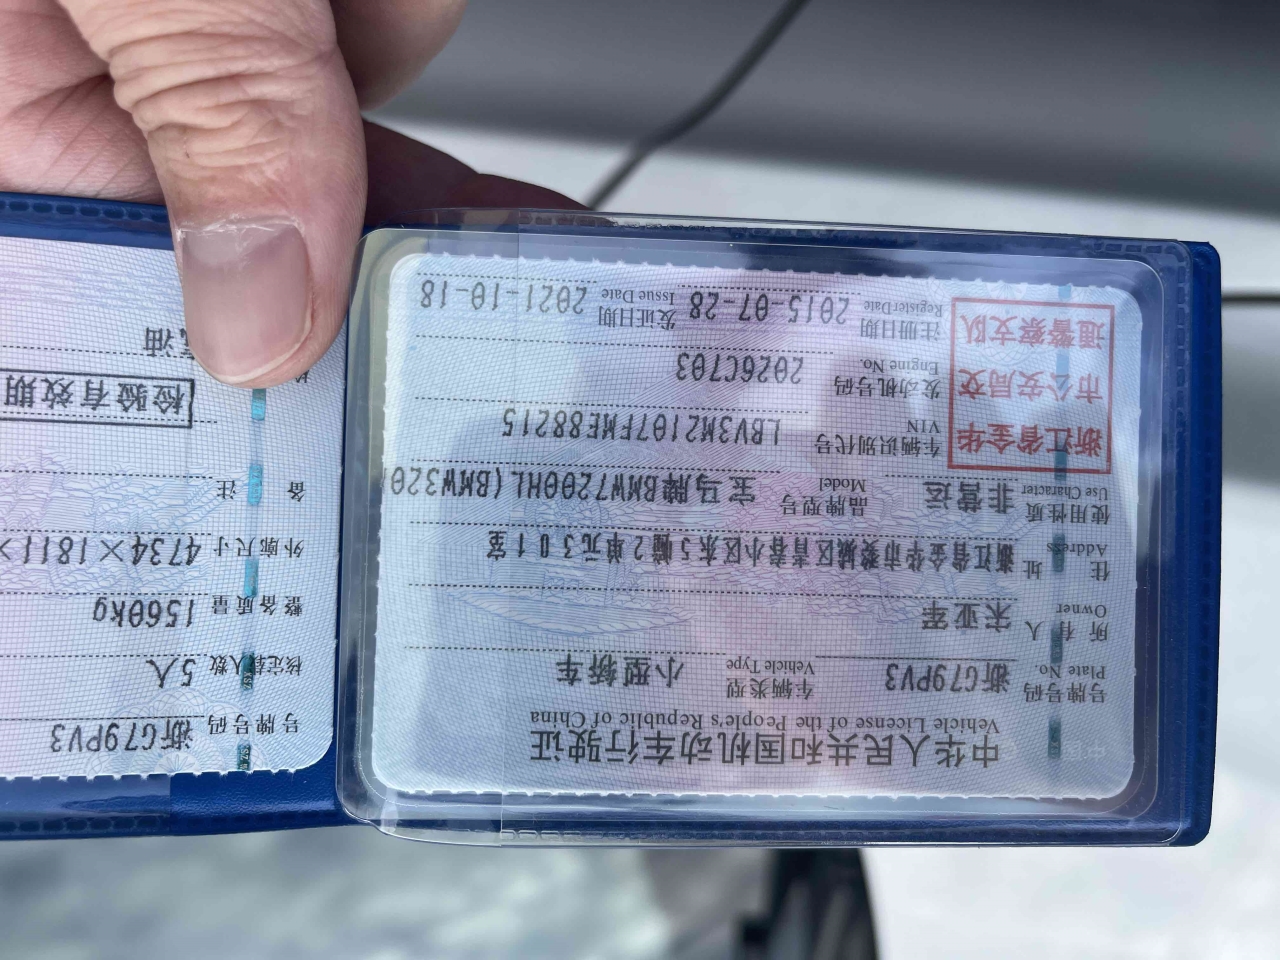 中华人民共和国机动车行驶证
Vehicle License of the People's Republic of China
号牌号码 浙G79PV3 车辆类型 小型轿车
Plate No. Vehicle Type
所有人 宋亚军
Owner
住址 浙江省金华市婺城区青春小区东5幢2单元301室
Address
使用性质 非营运 品牌型号 宝马牌BMW7200HL(BMW320
Use Character Model
车辆识别代号 LBV3M2107FME88215
VIN
发动机号码 2026C703
Engine No.
注册日期 2015-07-28 发证日期 2021-10-18
Register Date Issue Date
浙江省金华
市公安局交
通警察支队
号牌号码 浙G79PV3
核定载人数 5人
整备质量 1560kg
外廓尺寸 4734×1811×
备注
检验有效期
油